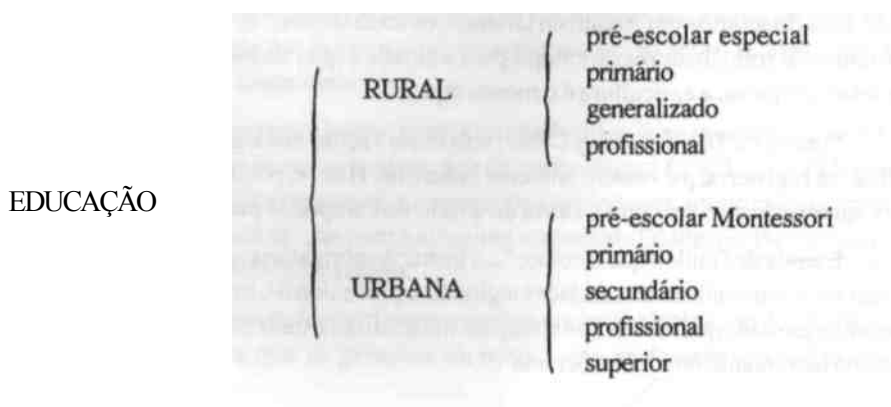 EDUCAÇÃO
RURAL
pré-escolar especial
primário
generalizado
profissional
URBANA
pré-escolar Montessori
primário
secundário
profissional
superior